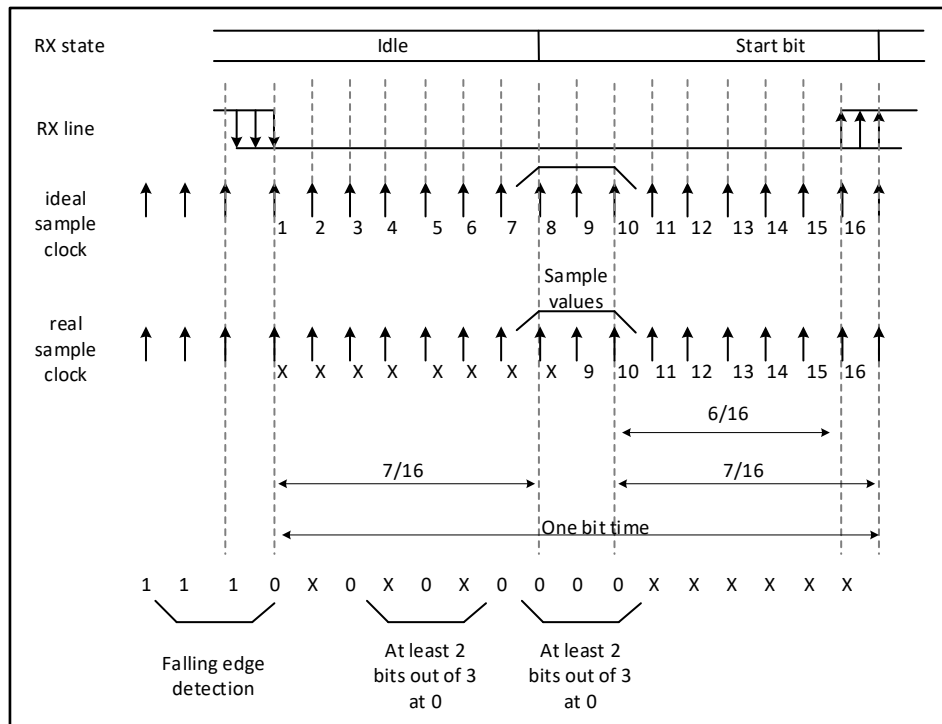 RX state
Idle
Start bit
RX line
ideal
sample
clock
1 2 3 4 5 6 7 8 9 10 11 12 13 14 15 16
Sample
values
real
sample
clock
X X X X X X X X 9 10 11 12 13 14 15 16
6/16
7/16
7/16
One bit time
1 1 1 0 X 0 X 0 X 0 0 0 0 X X X X X X
Falling edge
detection
At least 2
bits out of 3
at 0
At least 2
bits out of 3
at 0